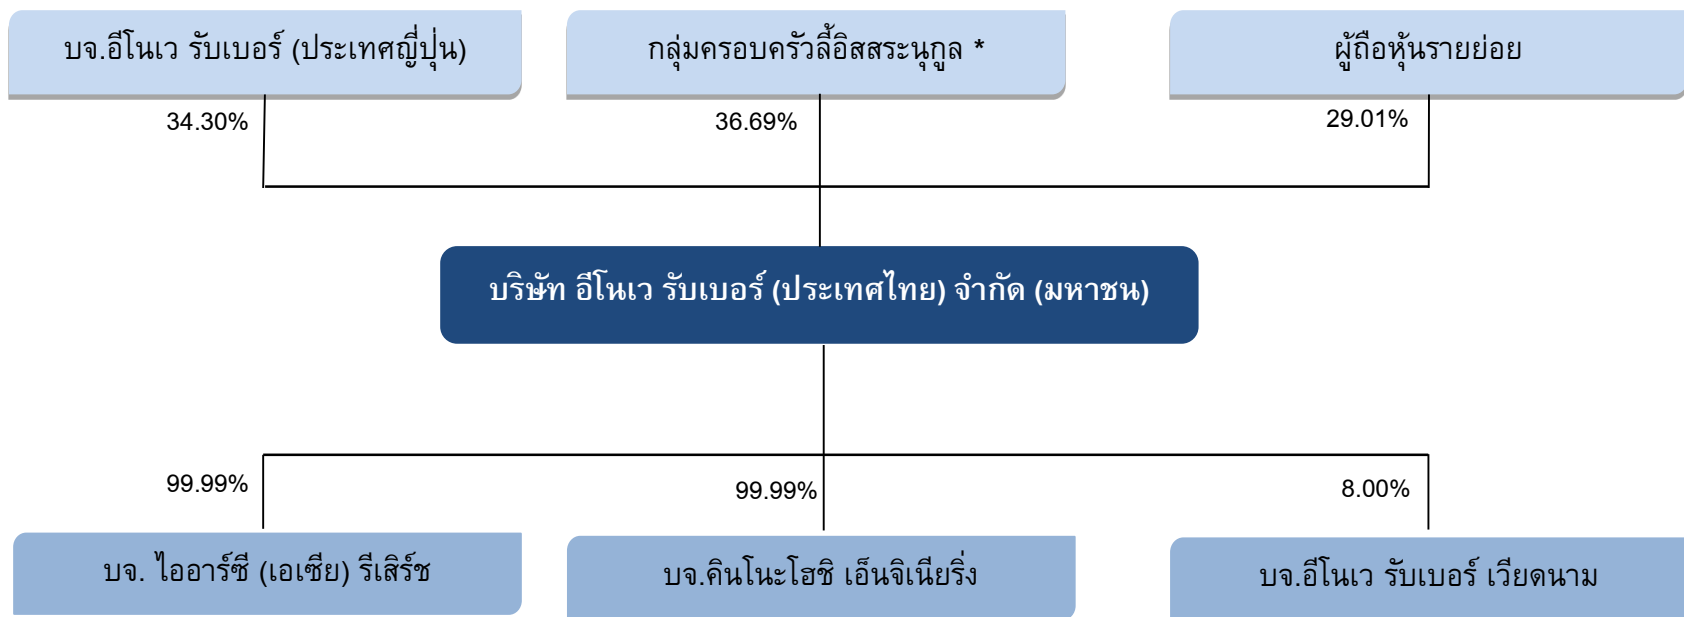 บจ.อีโนเว รับเบอร์ (ประเทศญี่ปุ่น)
กลุ่มครอบครัวลี้อิสสระนุกูล *
ผู้ถือหุ้นรายย่อย
34.30%
36.69%
29.01%
บริษัท อีโนเว รับเบอร์ (ประเทศไทย) จำกัด (มหาชน)
99.99%
99.99%
8.00%
บจ. ไออาร์ซี (เอเซีย) รีเสิร์ช
บจ.คินโนะโฮชิ เอ็นจิเนียริ่ง
บจ.อีโนเว รับเบอร์ เวียดนาม